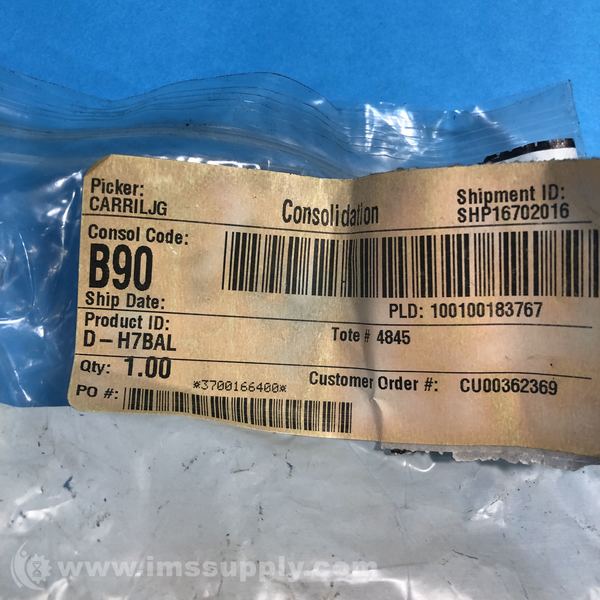 Picker:
CARRILJG
Consolidation
Shipment ID:
SHP16702016
Consol Code:
B90
PLD: 100100183767
Ship Date:
Product ID:
D-H7BAL
Tote # 4845
Qty: 1.00
Customer Order #: CU00362369
PO #:
*3700166400*
www.imssupply.com